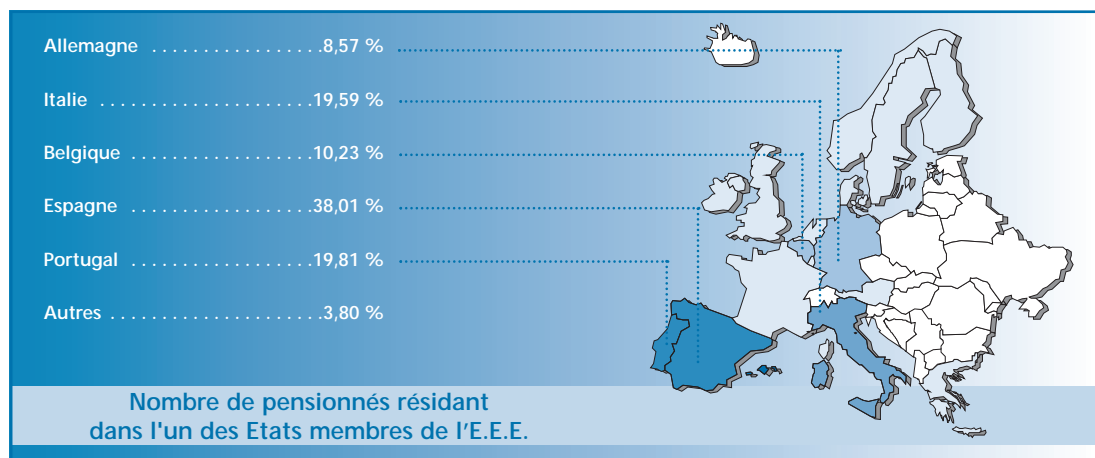 Allemagne . . . . . . . . . . . . . . . . . . . .8,57 %
Italie . . . . . . . . . . . . . . . . . . . . . . . . .19,59 %
Belgique . . . . . . . . . . . . . . . . . . . . . .10,23 %
Espagne . . . . . . . . . . . . . . . . . . . . . .38,01 %
Portugal . . . . . . . . . . . . . . . . . . . . . .19,81 %
Autres . . . . . . . . . . . . . . . . . . . . . . . .3,80 %
Nombre de pensionnés résidant
dans l'un des Etats membres de l’E.E.E.